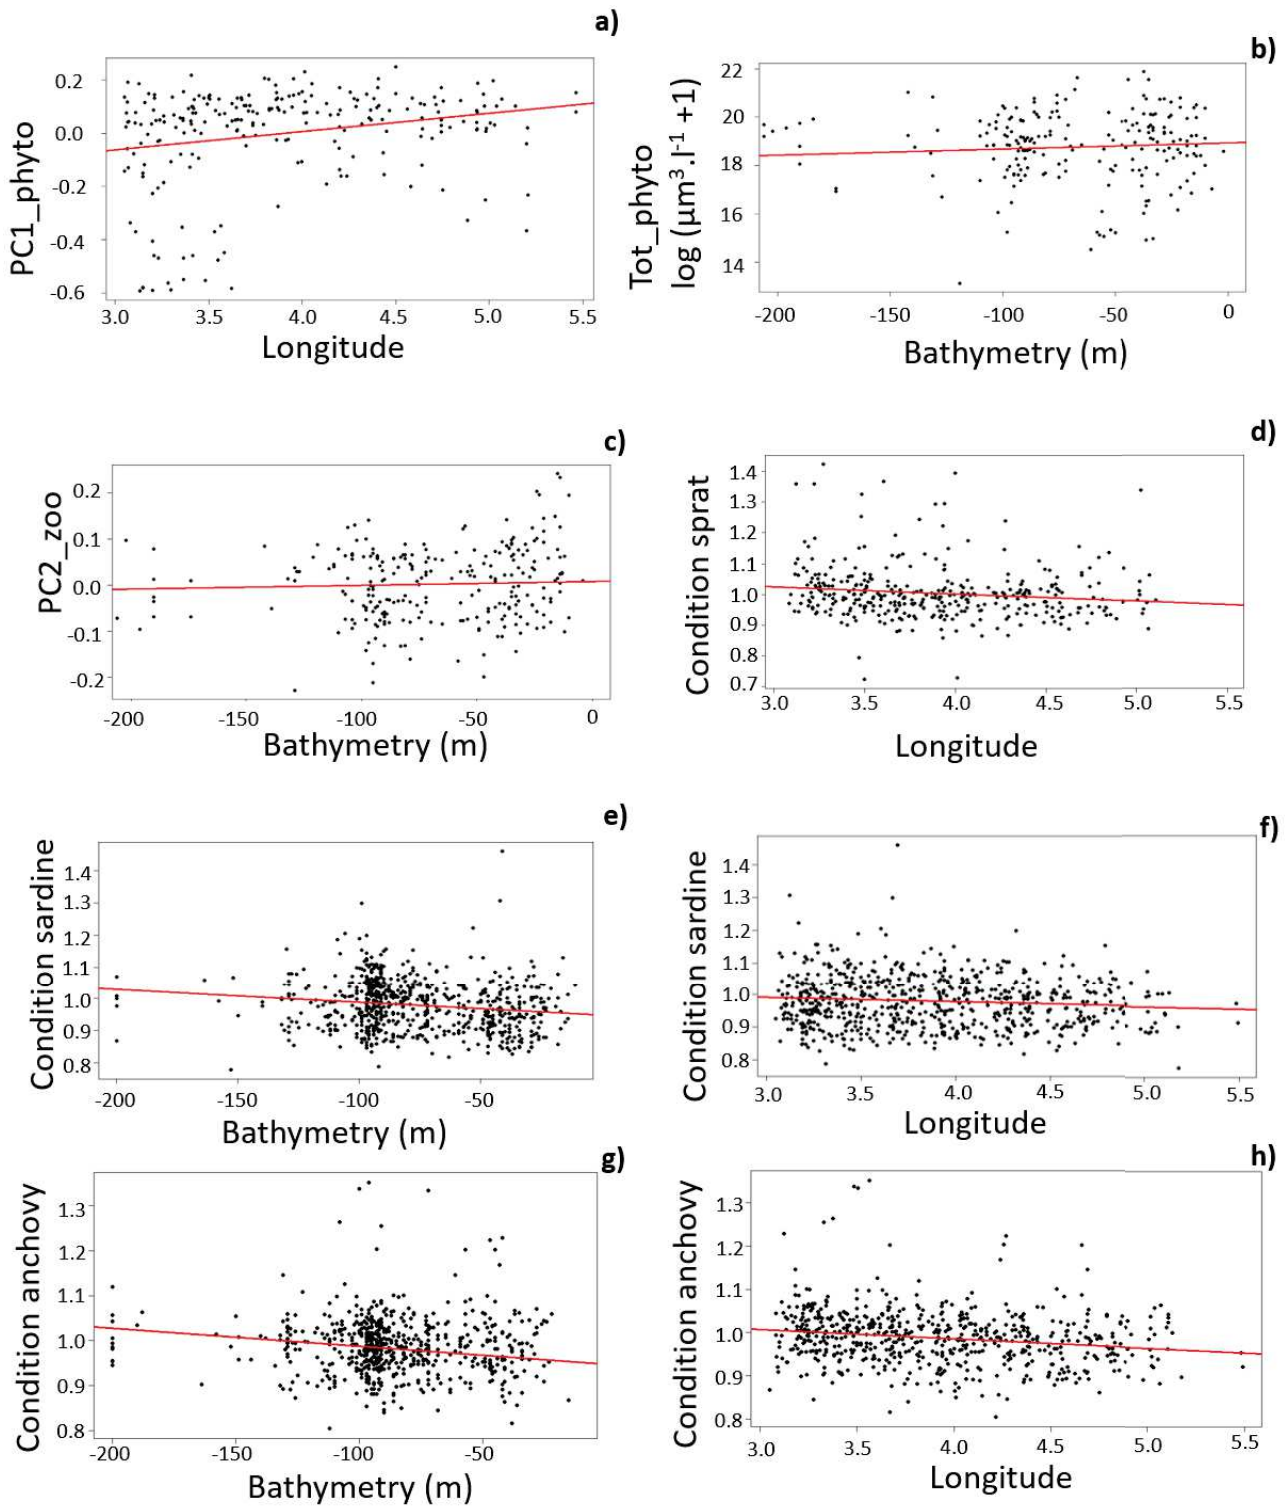 a)
0.2
0.0
-0.2
-0.4
-0.6
PC1_phyto
3.0 3.5 4.0 4.5 5.0 5.5
Longitude
b)
22
20
18
16
14
Tot_phyto
log (μm³.l⁻¹ +1)
-200 -150 -100 -50 0
Bathymetry (m)
c)
0.2
0.1
0.0
-0.1
-0.2
PC2_zoo
-200 -150 -100 -50 0
Bathymetry (m)
d)
1.4
1.3
1.2
1.1
1.0
0.9
0.8
0.7
Condition sprat
3.0 3.5 4.0 4.5 5.0 5.5
Longitude
e)
1.4
1.3
1.2
1.1
1.0
0.9
0.8
Condition sardine
-200 -150 -100 -50
Bathymetry (m)
f)
1.4
1.3
1.2
1.1
1.0
0.9
0.8
Condition sardine
3.0 3.5 4.0 4.5 5.0 5.5
Longitude
g)
1.3
1.2
1.1
1.0
0.9
0.8
Condition anchovy
-200 -150 -100 -50
Bathymetry (m)
h)
1.3
1.2
1.1
1.0
0.9
0.8
Condition anchovy
3.0 3.5 4.0 4.5 5.0 5.5
Longitude